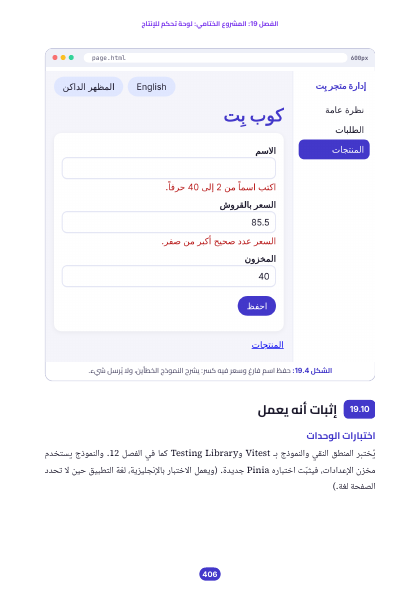 الفصل 19: المشروع الختامي: لوحة تحكم للإنتاج
page.html
600px
إدارة متجر بِت
نظرة عامة
الطلبات
المنتجات
English
المظهر الداكن
كوب بِت
الاسم
اكتب اسماً من 2 إلى 40 حرفاً.
السعر بالقروش
85.5
السعر عدد صحيح أكبر من صفر.
المخزون
40
احفظ
المنتجات
الشكل 19.4: حفظ اسم فارغ وسعر فيه كسر: يشرح النموذج الخطأين، ولا يُرسل شيء.
19.10 إثبات أنه يعمل
اختبارات الوحدات
يُختبر المنطق النقي والنموذج بـ Vitest وTesting Library كما في الفصل 12. والنموذج يستخدم
مخزن الإعدادات، فيثبّت اختباره Pinia جديدة. (ويعمل الاختبار بالإنجليزية، لغة التطبيق حين لا تحدد
الصفحة لغة.)
406